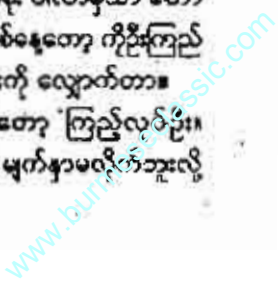 စ်နေ့တော့ ကိုဦးကြည်
ကို လျှောက်တာ။
တော့ ကြည်လွင်ဦး။
မျက်နှာမလိုက်ဘူးလို့
www.burmeseclassic.com